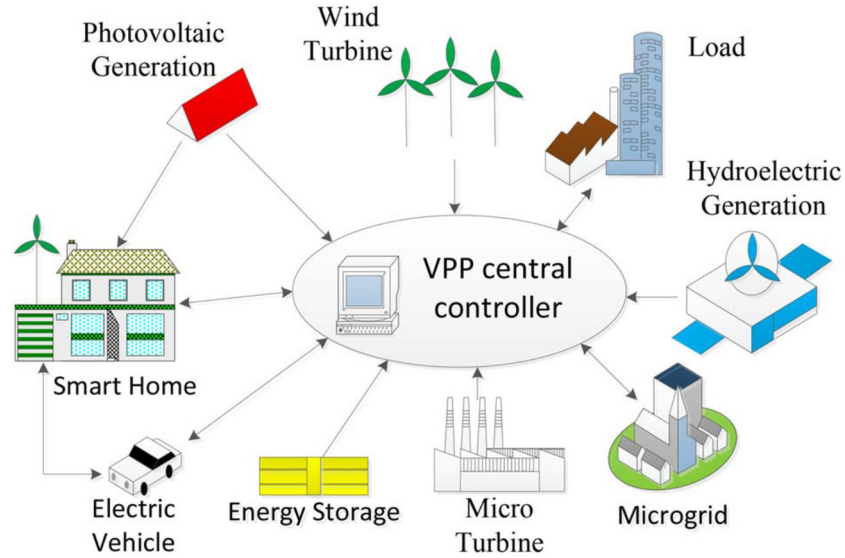 Photovoltaic
Generation
Wind
Turbine
Load
Hydroelectric
Generation
VPP central
controller
Smart Home
Electric
Vehicle
Energy Storage
Micro
Turbine
Microgrid